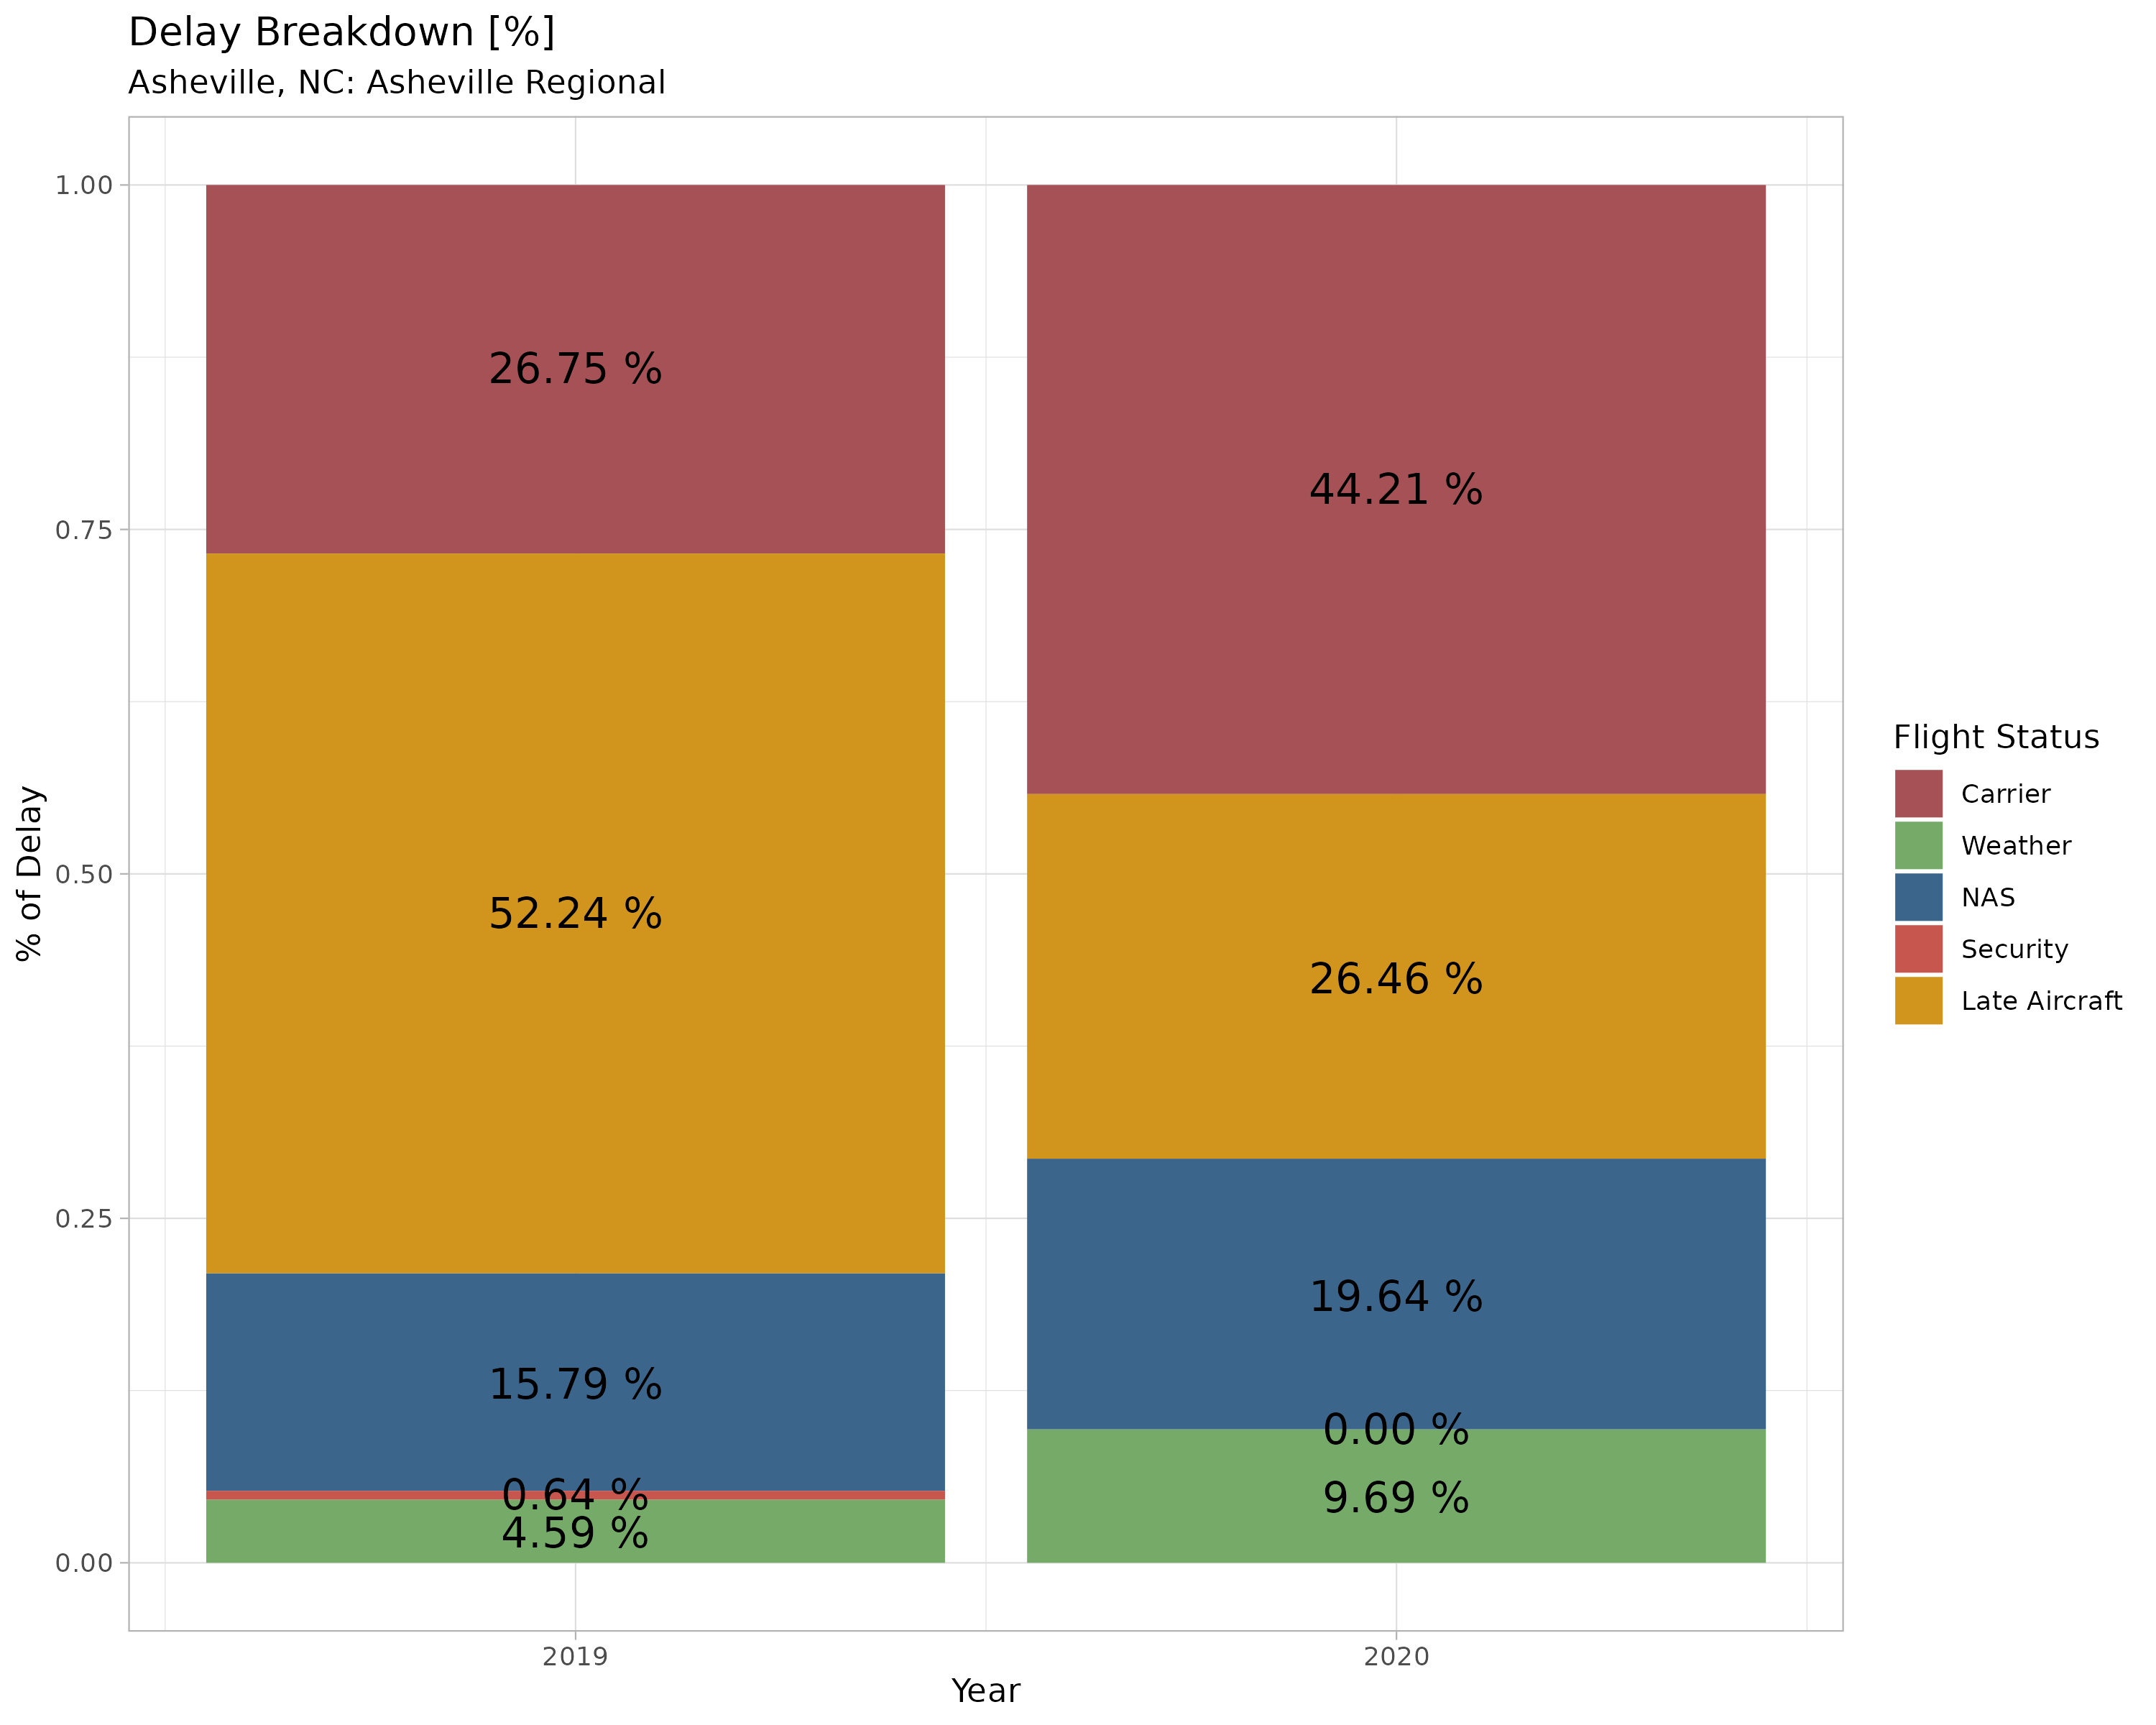 Delay Breakdown [%]
Asheville, NC: Asheville Regional
% of Delay
1.00
0.75
0.50
0.25
0.00
26.75 %
52.24 %
15.79 %
0.64 %
4.59 %
44.21 %
26.46 %
19.64 %
0.00 %
9.69 %
2019
2020
Year
Flight Status
Carrier
Weather
NAS
Security
Late Aircraft